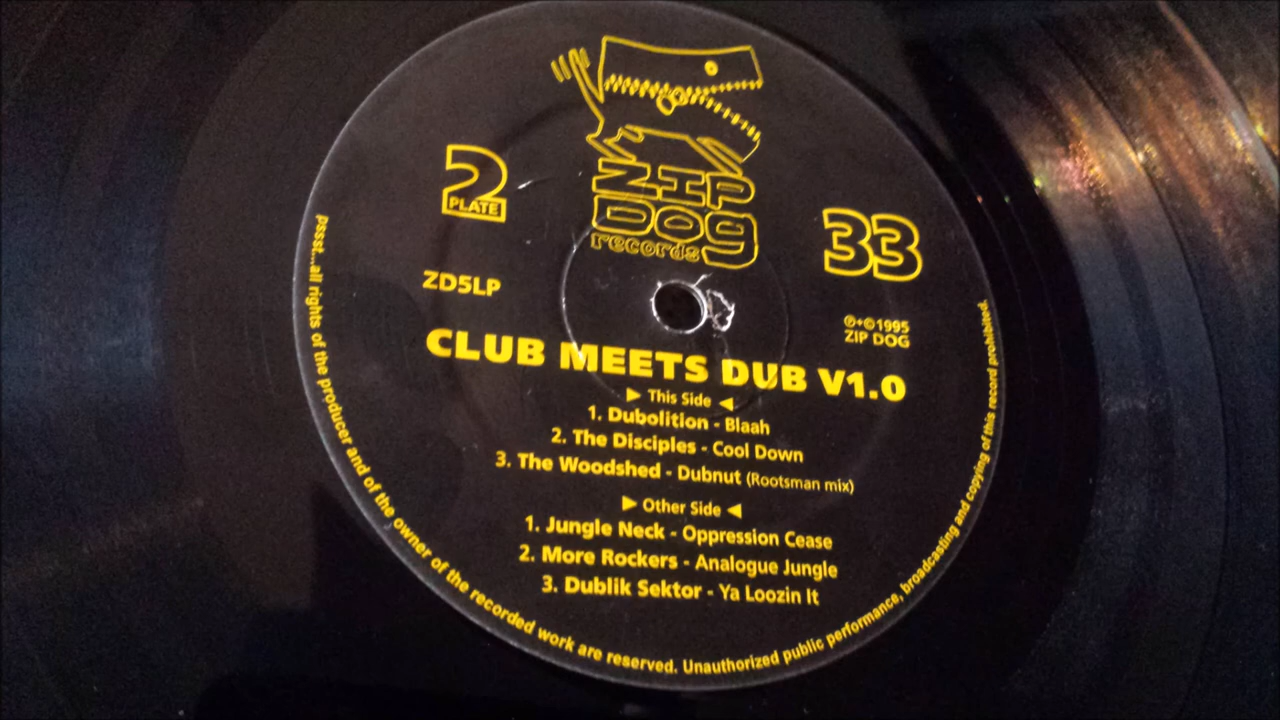 ZIP
Dog
records
2
PLATE
33
ZD5LP
℗+©1995
ZIP DOG
CLUB MEETS DUB V1.0
▶ This Side ◀
1. Dubolition - Blaah
2. The Disciples - Cool Down
3. The Woodshed - Dubnut (Rootsman mix)
▶ Other Side ◀
1. Jungle Neck - Oppression Cease
2. More Rockers - Analogue Jungle
3. Dublik Sektor - Ya Loozin It
pssst...all rights of the producer and of the owner of the recorded work are reserved. Unauthorized public performance, broadcasting and copying of this record prohibited.